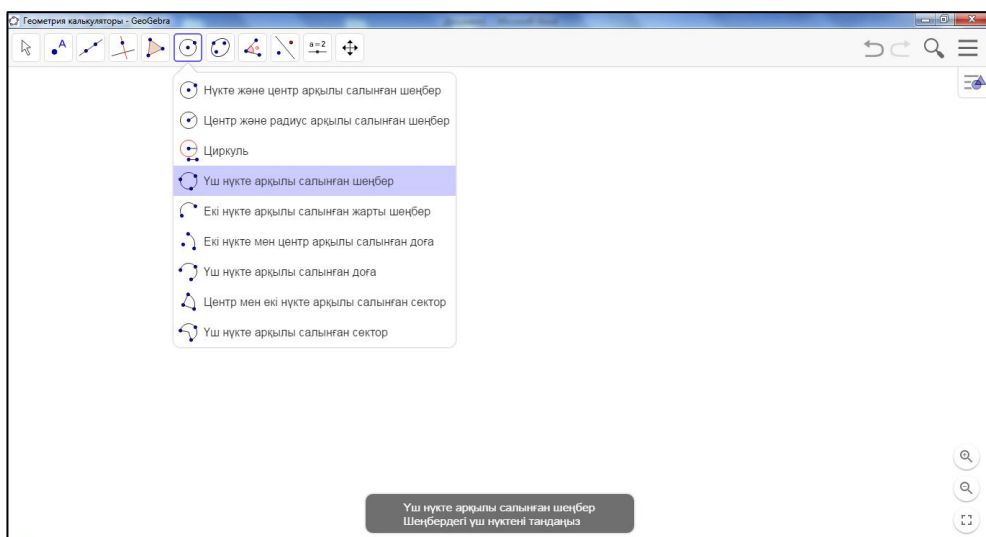 Геометрия калькуляторы - GeoGebra
A
a=2
Нүкте және центр арқылы салынған шеңбер
Центр және радиус арқылы салынған шеңбер
Циркуль
Үш нүкте арқылы салынған шеңбер
Екі нүкте арқылы салынған жарты шеңбер
Екі нүкте мен центр арқылы салынған доға
Үш нүкте арқылы салынған доға
Центр мен екі нүкте арқылы салынған сектор
Үш нүкте арқылы салынған сектор
Үш нүкте арқылы салынған шеңбер
Шеңбердегі үш нүктені таңдаңыз